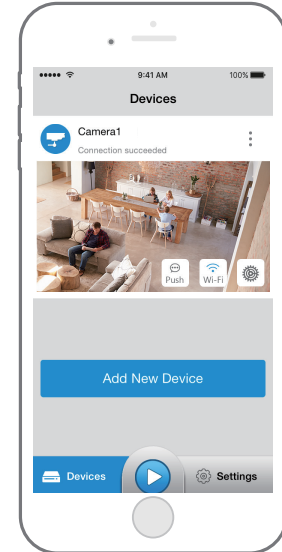 9:41 AM
100%
Devices
Camera1
Connection succeeded
Push
Wi-Fi
Add New Device
Devices
Settings